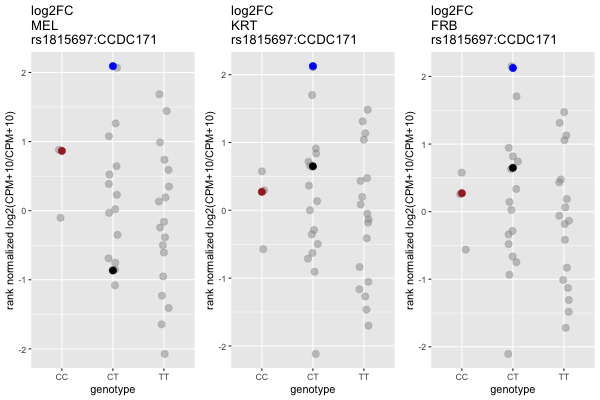 log2FC
MEL
rs1815697:CCDC171
rank normalized log2(CPM+10/CPM+10)
2
1
0
-1
-2
CC
CT
TT
genotype
log2FC
KRT
rs1815697:CCDC171
rank normalized log2(CPM+10/CPM+10)
2
1
0
-1
-2
CC
CT
TT
genotype
log2FC
FRB
rs1815697:CCDC171
rank normalized log2(CPM+10/CPM+10)
2
1
0
-1
-2
CC
CT
TT
genotype